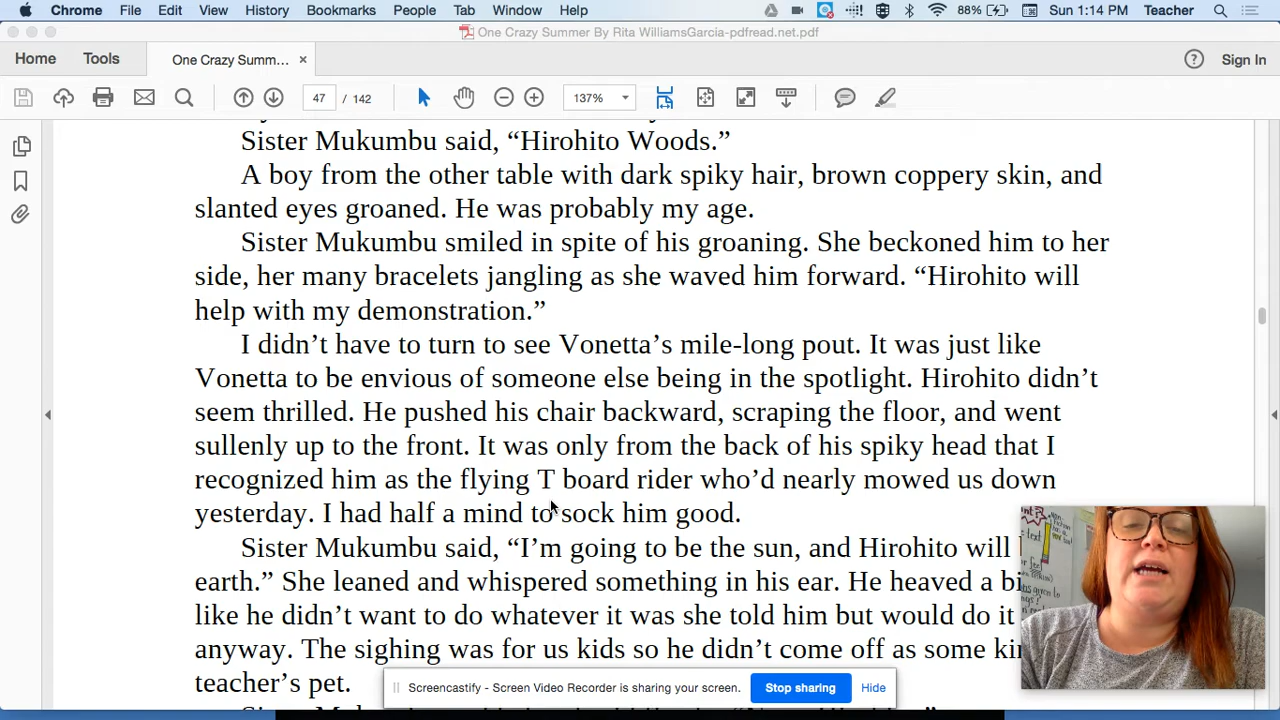 Chrome File Edit View History Bookmarks People Tab Window Help 88% Sun 1:14 PM Teacher
One Crazy Summer By Rita WilliamsGarcia-pdfread.net.pdf
Home Tools One Crazy Summ... × Sign In
47 / 142 137%
Sister Mukumbu said, “Hirohito Woods.”
A boy from the other table with dark spiky hair, brown coppery skin, and
slanted eyes groaned. He was probably my age.
Sister Mukumbu smiled in spite of his groaning. She beckoned him to her
side, her many bracelets jangling as she waved him forward. “Hirohito will
help with my demonstration.”
I didn’t have to turn to see Vonetta’s mile-long pout. It was just like
Vonetta to be envious of someone else being in the spotlight. Hirohito didn’t
seem thrilled. He pushed his chair backward, scraping the floor, and went
sullenly up to the front. It was only from the back of his spiky head that I
recognized him as the flying T board rider who’d nearly mowed us down
yesterday. I had half a mind to sock him good.
Sister Mukumbu said, “I’m going to be the sun, and Hirohito will
earth.” She leaned and whispered something in his ear. He heaved a
like he didn’t want to do whatever it was she told him but would do it
anyway. The sighing was for us kids so he didn’t come off as some
teacher’s pet.
Screencastify - Screen Video Recorder is sharing your screen. Stop sharing Hide